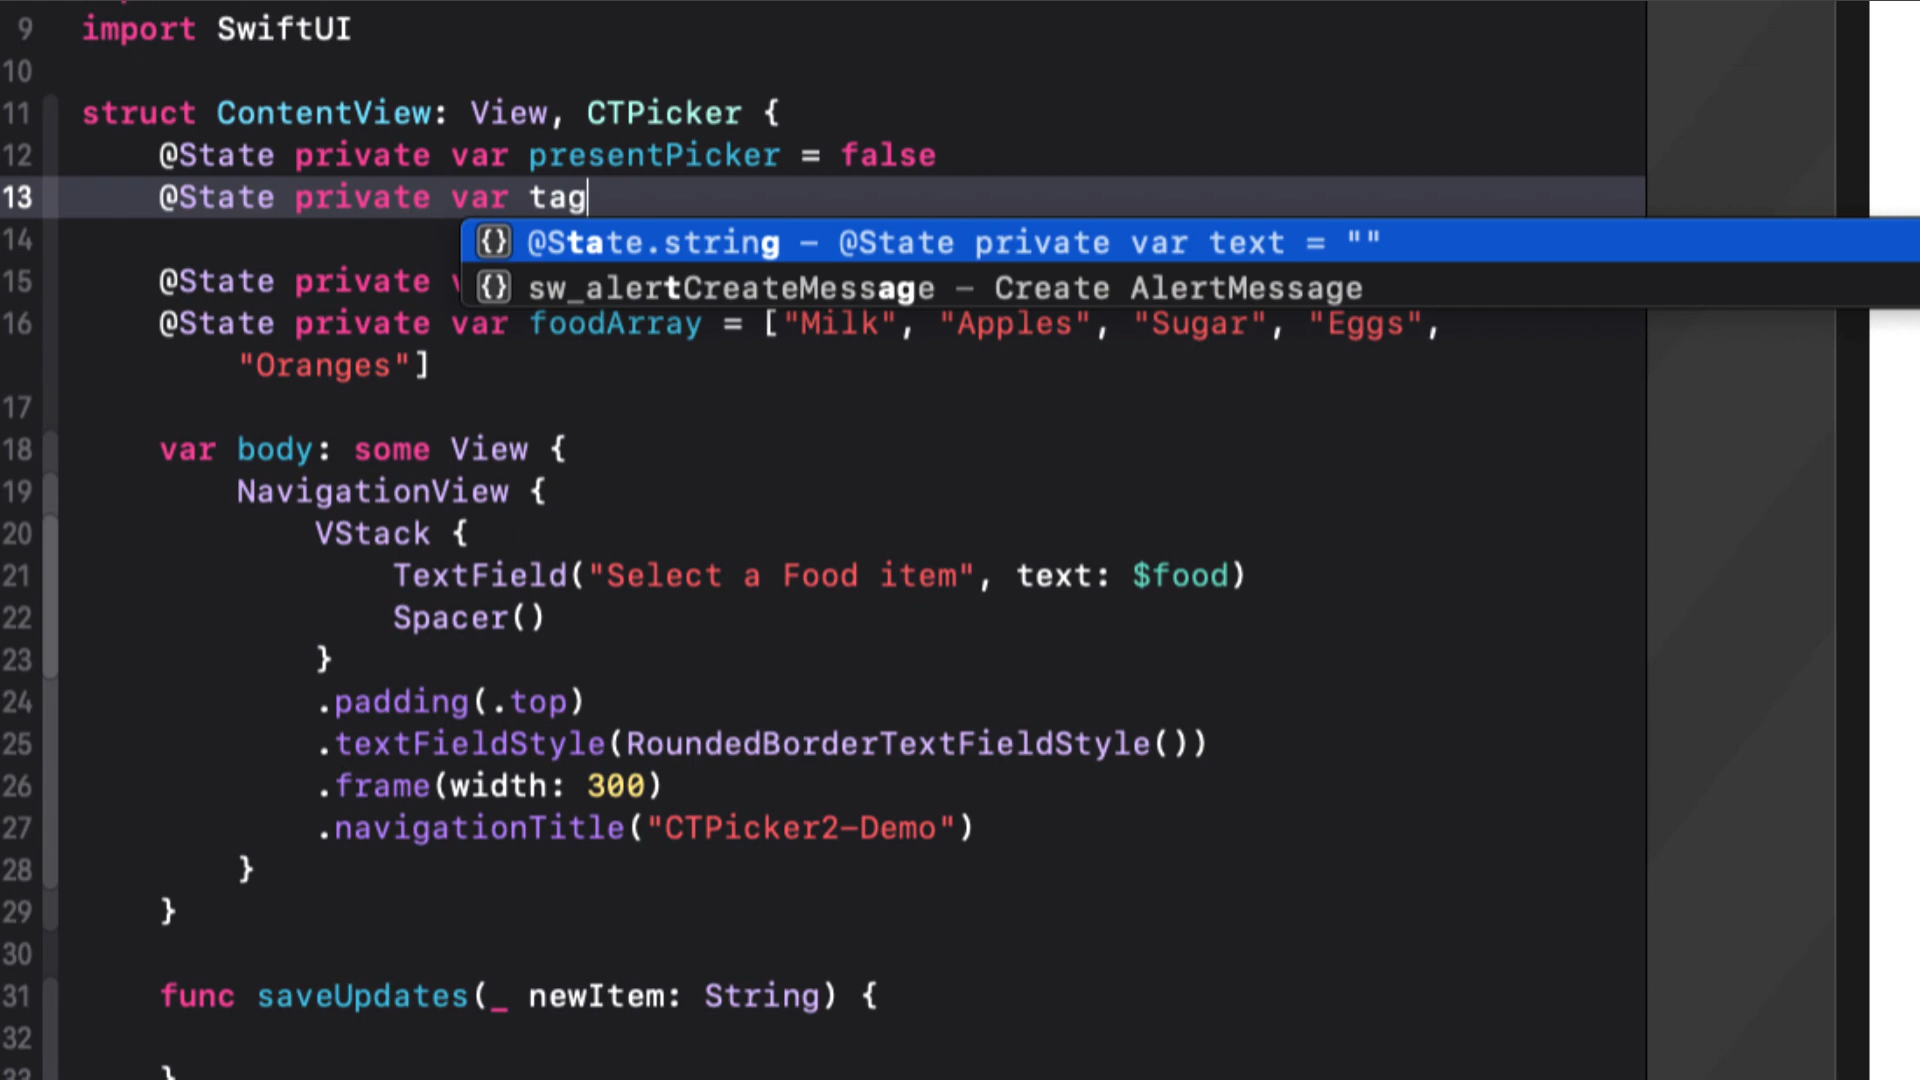 9 import SwiftUI
10
11 struct ContentView: View, CTPicker {
12 @State private var presentPicker = false
13 @State private var tag
{} @State.string – @State private var text = ""
14
{} sw_alertCreateMessage – Create AlertMessage
15 @State private
16 @State private var foodArray = ["Milk", "Apples", "Sugar", "Eggs",
"Oranges"]
17
18 var body: some View {
19 NavigationView {
20 VStack {
21 TextField("Select a Food item", text: $food)
22 Spacer()
23 }
24 .padding(.top)
25 .textFieldStyle(RoundedBorderTextFieldStyle())
26 .frame(width: 300)
27 .navigationTitle("CTPicker2-Demo")
28 }
29 }
30
31 func saveUpdates(_ newItem: String) {
32
33 }